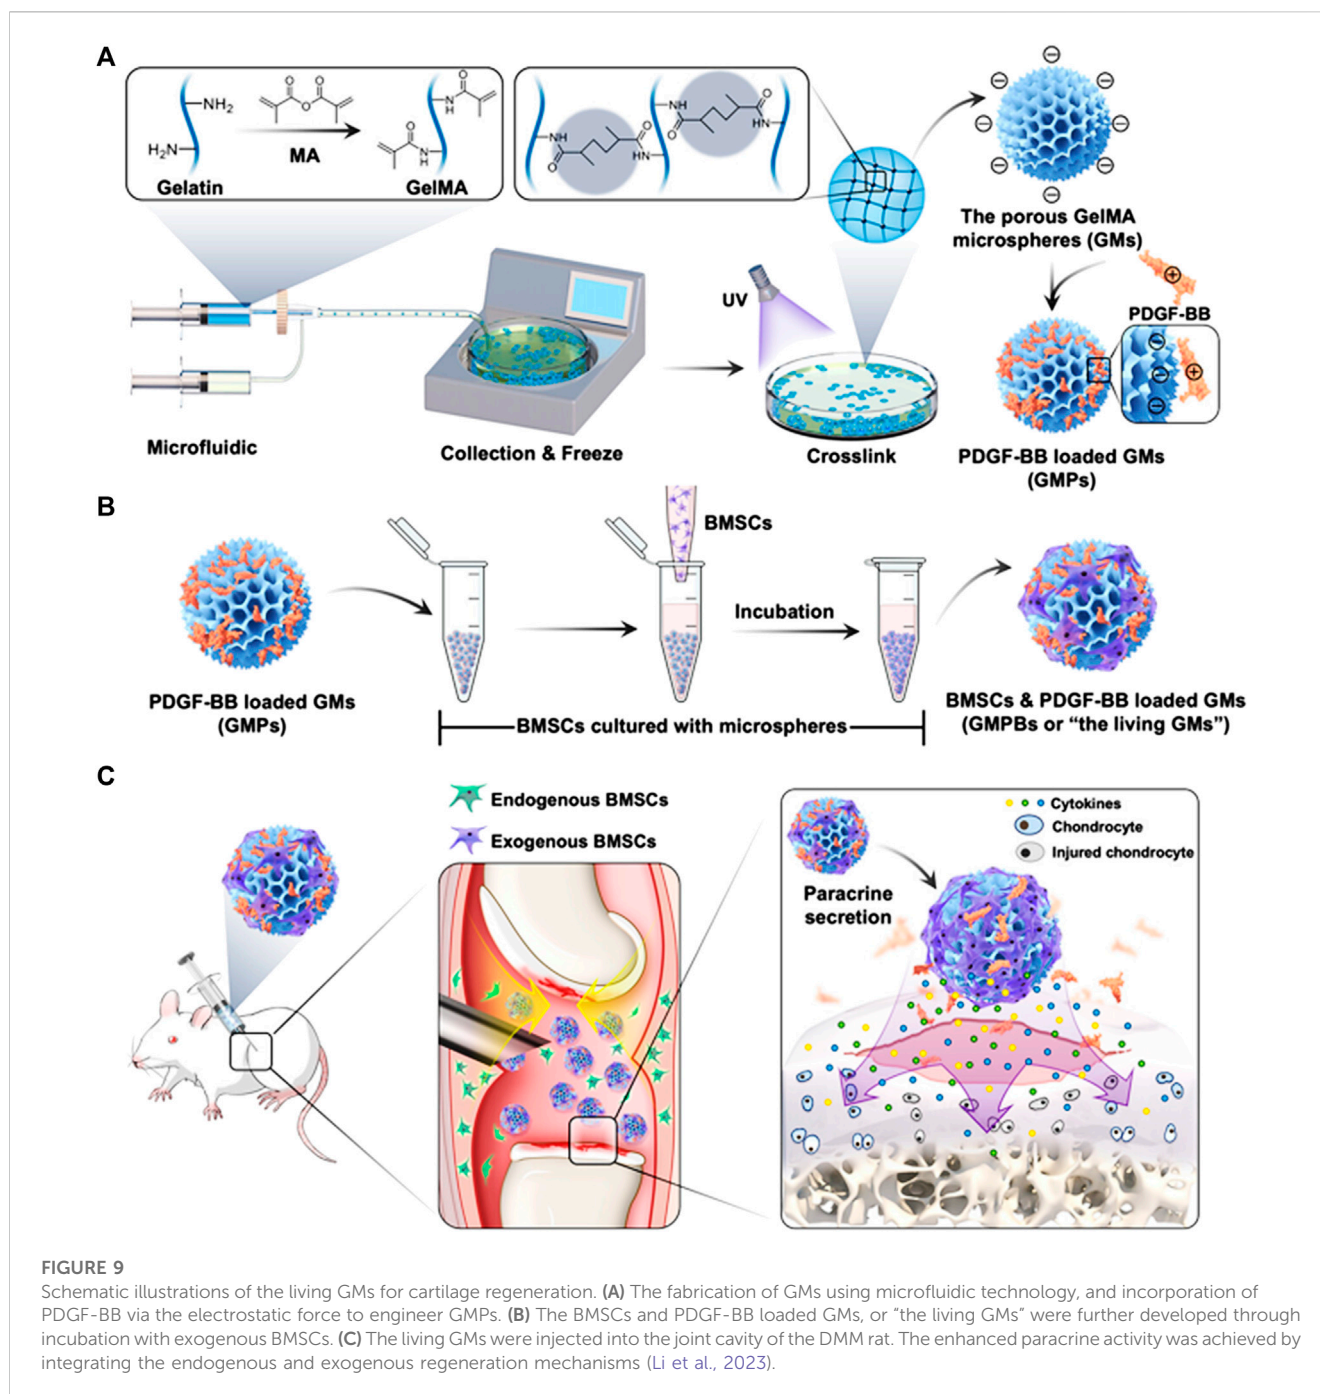 A
NH₂
H₂N
Gelatin
MA
H
N
O
GelMA
NH
O
HN
UV
The porous GelMA
microspheres (GMs)
PDGF-BB
Microfluidic
Collection & Freeze
Crosslink
PDGF-BB loaded GMs
(GMPs)
B
BMSCs
Incubation
PDGF-BB loaded GMs
(GMPs)
BMSCs cultured with microspheres
BMSCs & PDGF-BB loaded GMs
(GMPBs or “the living GMs”)
C
Endogenous BMSCs
Exogenous BMSCs
Cytokines
Chondrocyte
Injured chondrocyte
Paracrine
secretion
FIGURE 9
Schematic illustrations of the living GMs for cartilage regeneration. (A) The fabrication of GMs using microfluidic technology, and incorporation of
PDGF-BB via the electrostatic force to engineer GMPs. (B) The BMSCs and PDGF-BB loaded GMs, or “the living GMs” were further developed through
incubation with exogenous BMSCs. (C) The living GMs were injected into the joint cavity of the DMM rat. The enhanced paracrine activity was achieved by
integrating the endogenous and exogenous regeneration mechanisms (Li et al., 2023).